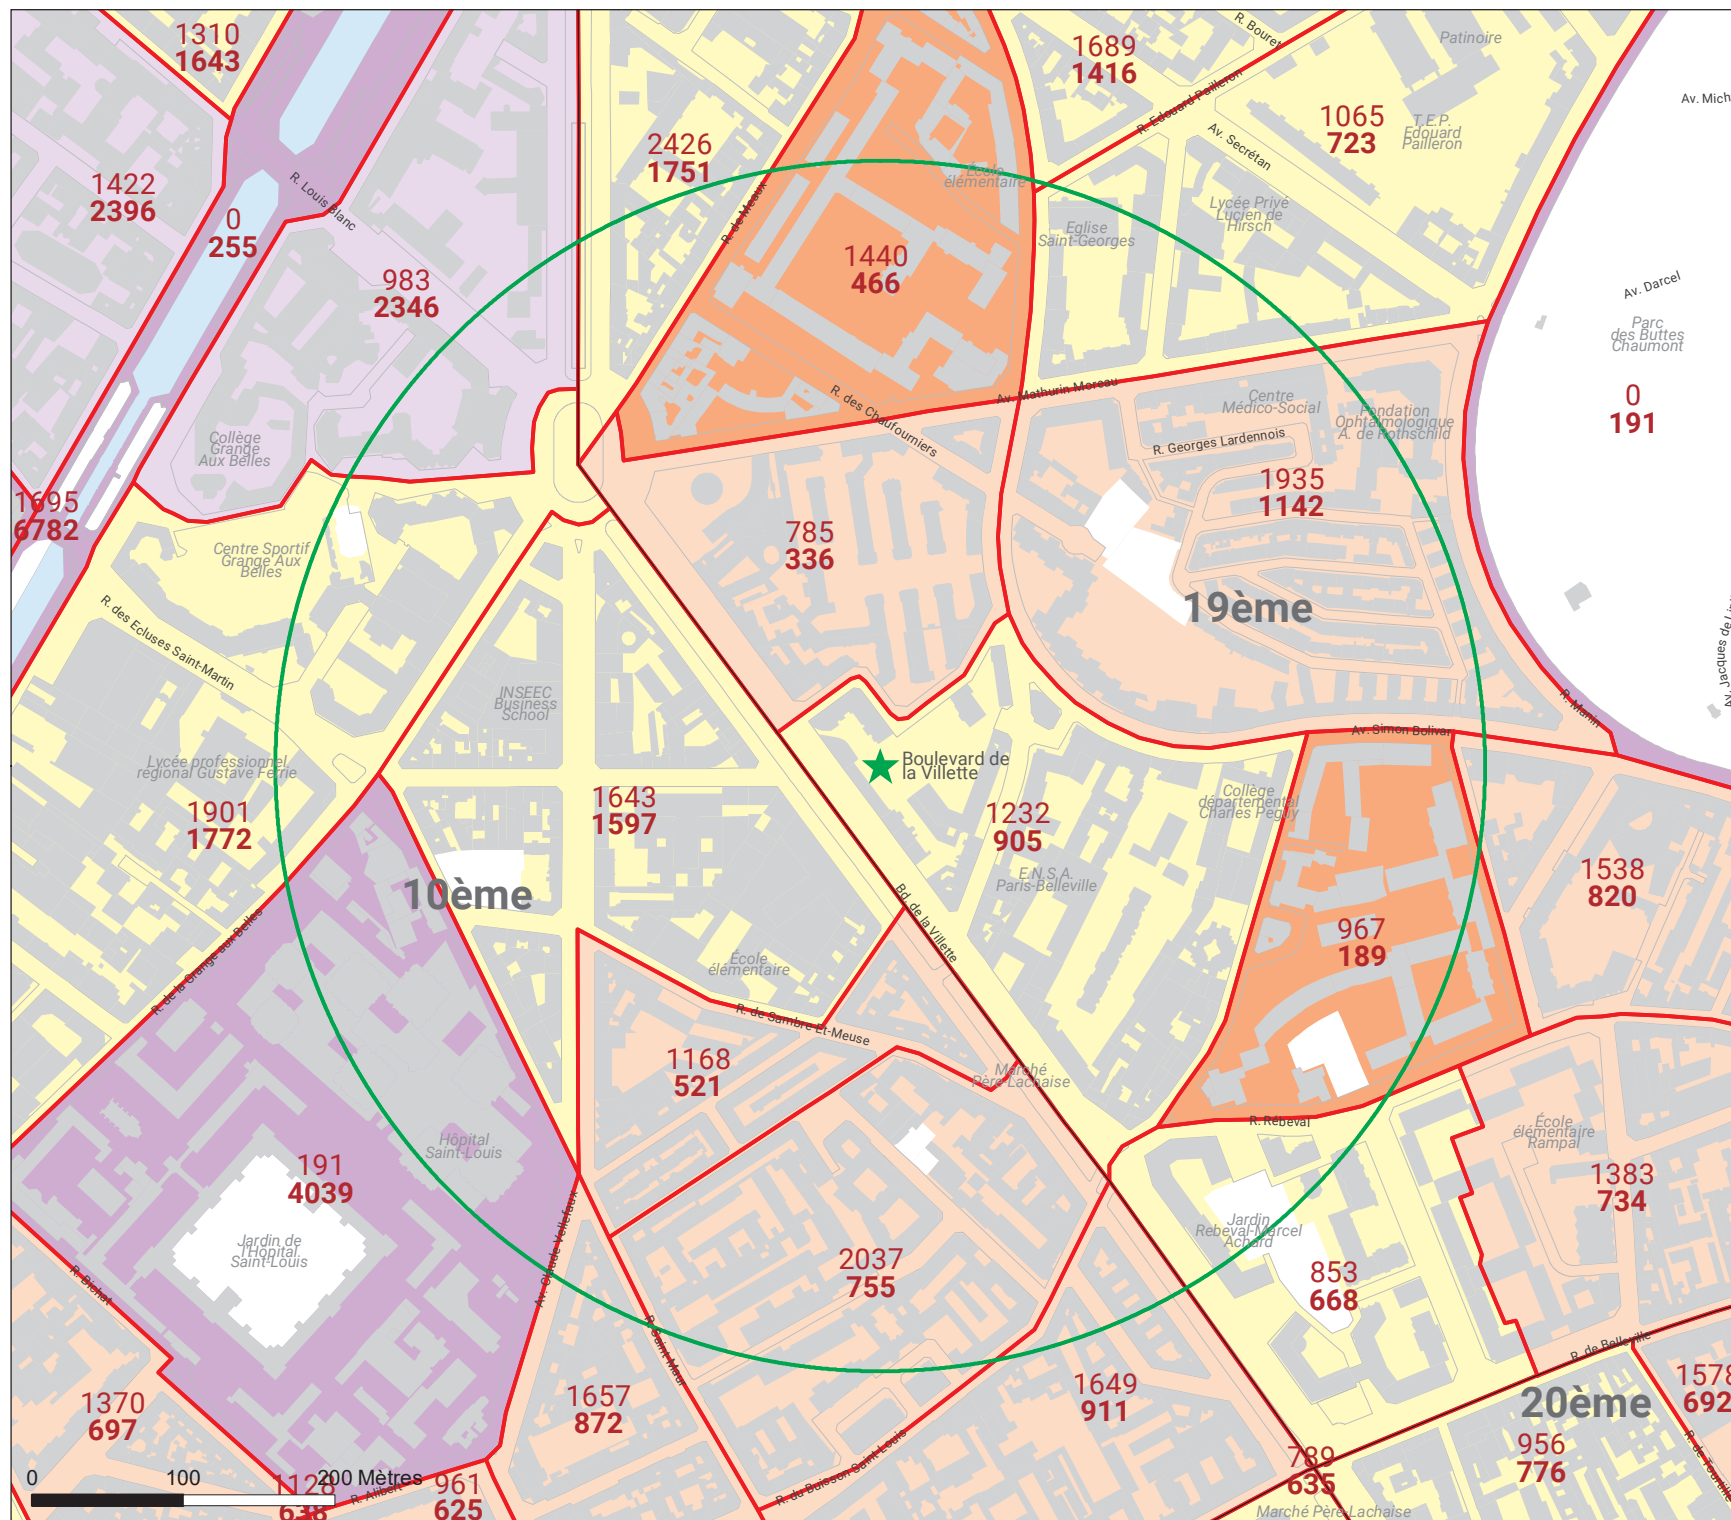 1310
1643
R. Bouret
1689
1416
Patinoire
R. Edouard Pailleron
1065
723
T.E.P.
Edouard
Pailleron
Av. Mich
2426
1751
Av. Secrétan
École
élémentaire
1422
2396
R. Louis Blanc
0
255
R. de Meaux
Eglise
Saint-Georges
Lycée Privé
Lucien de
Hirsch
983
2346
1440
466
Av. Darcel
Parc
des Buttes
Chaumont
0
191
R. des Chaufourniers
Av. Mathurin Moreau
Centre
Médico-Social
Fondation
Ophtalmologique
A. de Rothschild
R. Georges Lardennois
Collège
Grange
Aux Belles
1935
1142
1695
6782
785
336
Centre Sportif
Grange Aux
Belles
19ème
R. des Ecluses Saint-Martin
INSEEC
Business
School
R. Manin
Av. Simon Bolivar
Lycée professionnel
régional Gustave Ferrie
Boulevard de
la Villette
1901
1772
1643
1597
1232
905
Collège
départemental
Charles Peguy
10ème
E.N.S.A.
Paris-Belleville
1538
820
R. de la Grange aux Belles
Bd. de la Villette
967
189
École
élémentaire
R. de Sambre Et-Meuse
1168
521
Marché
Père-Lachaise
R. Rébeval
École
élémentaire
Rampal
Hôpital
Saint-Louis
191
4039
1383
734
Jardin de
l'Hôpital
Saint-Louis
Jardin
Rebeval-Marcel
Achard
Av. Claude Vellefaux
R. Bichat
2037
755
853
668
R. Saint-Maur
R. de Belleville
1370
697
1657
872
1649
911
1578
692
20ème
956
776
R. du Buisson Saint-Louis
789
635
0 100 200 Mètres
1128
638
R. Alibert
961
625
Marché Père-Lachaise